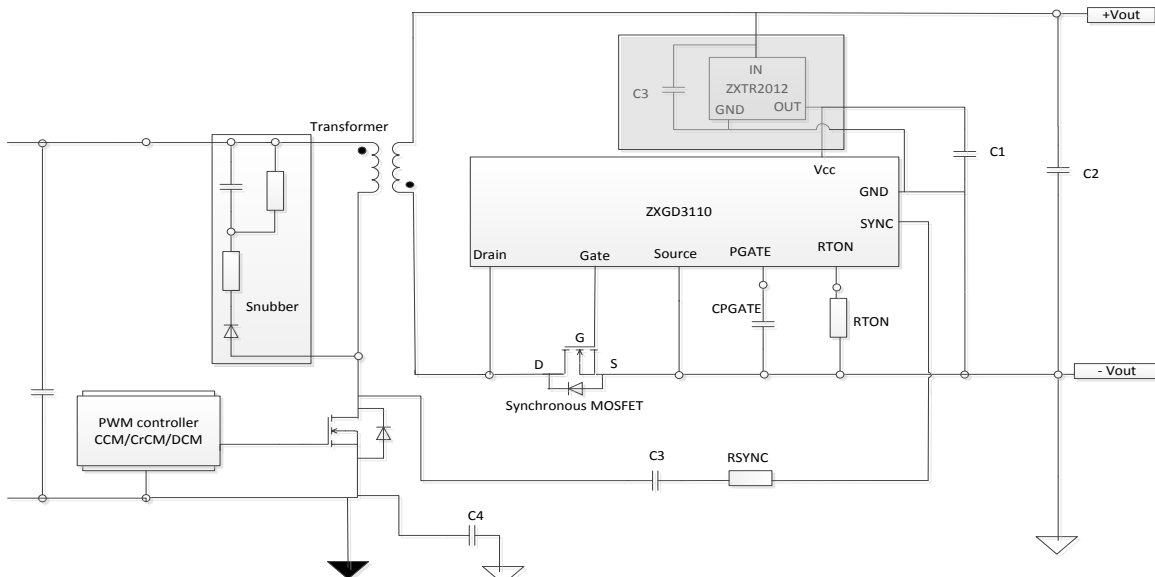 +Vout
IN
ZXTR2012
C3
GND
OUT
Transformer
C1
C2
Vcc
GND
ZXGD3110
SYNC
Drain
Gate
Source
PGATE
RTON
Snubber
CPGATE
RTON
G
D
S
- Vout
Synchronous MOSFET
PWM controller
CCM/CrCM/DCM
C3
RSYNC
C4